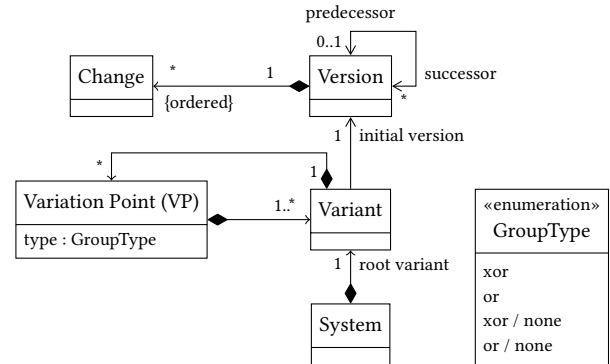 predecessor
0..1
Change
*
1
Version
successor
{ordered}
*
1
initial version
*
1
Variation Point (VP)
1..*
Variant
type : GroupType
«enumeration»
GroupType
1
root variant
xor
or
System
xor / none
or / none